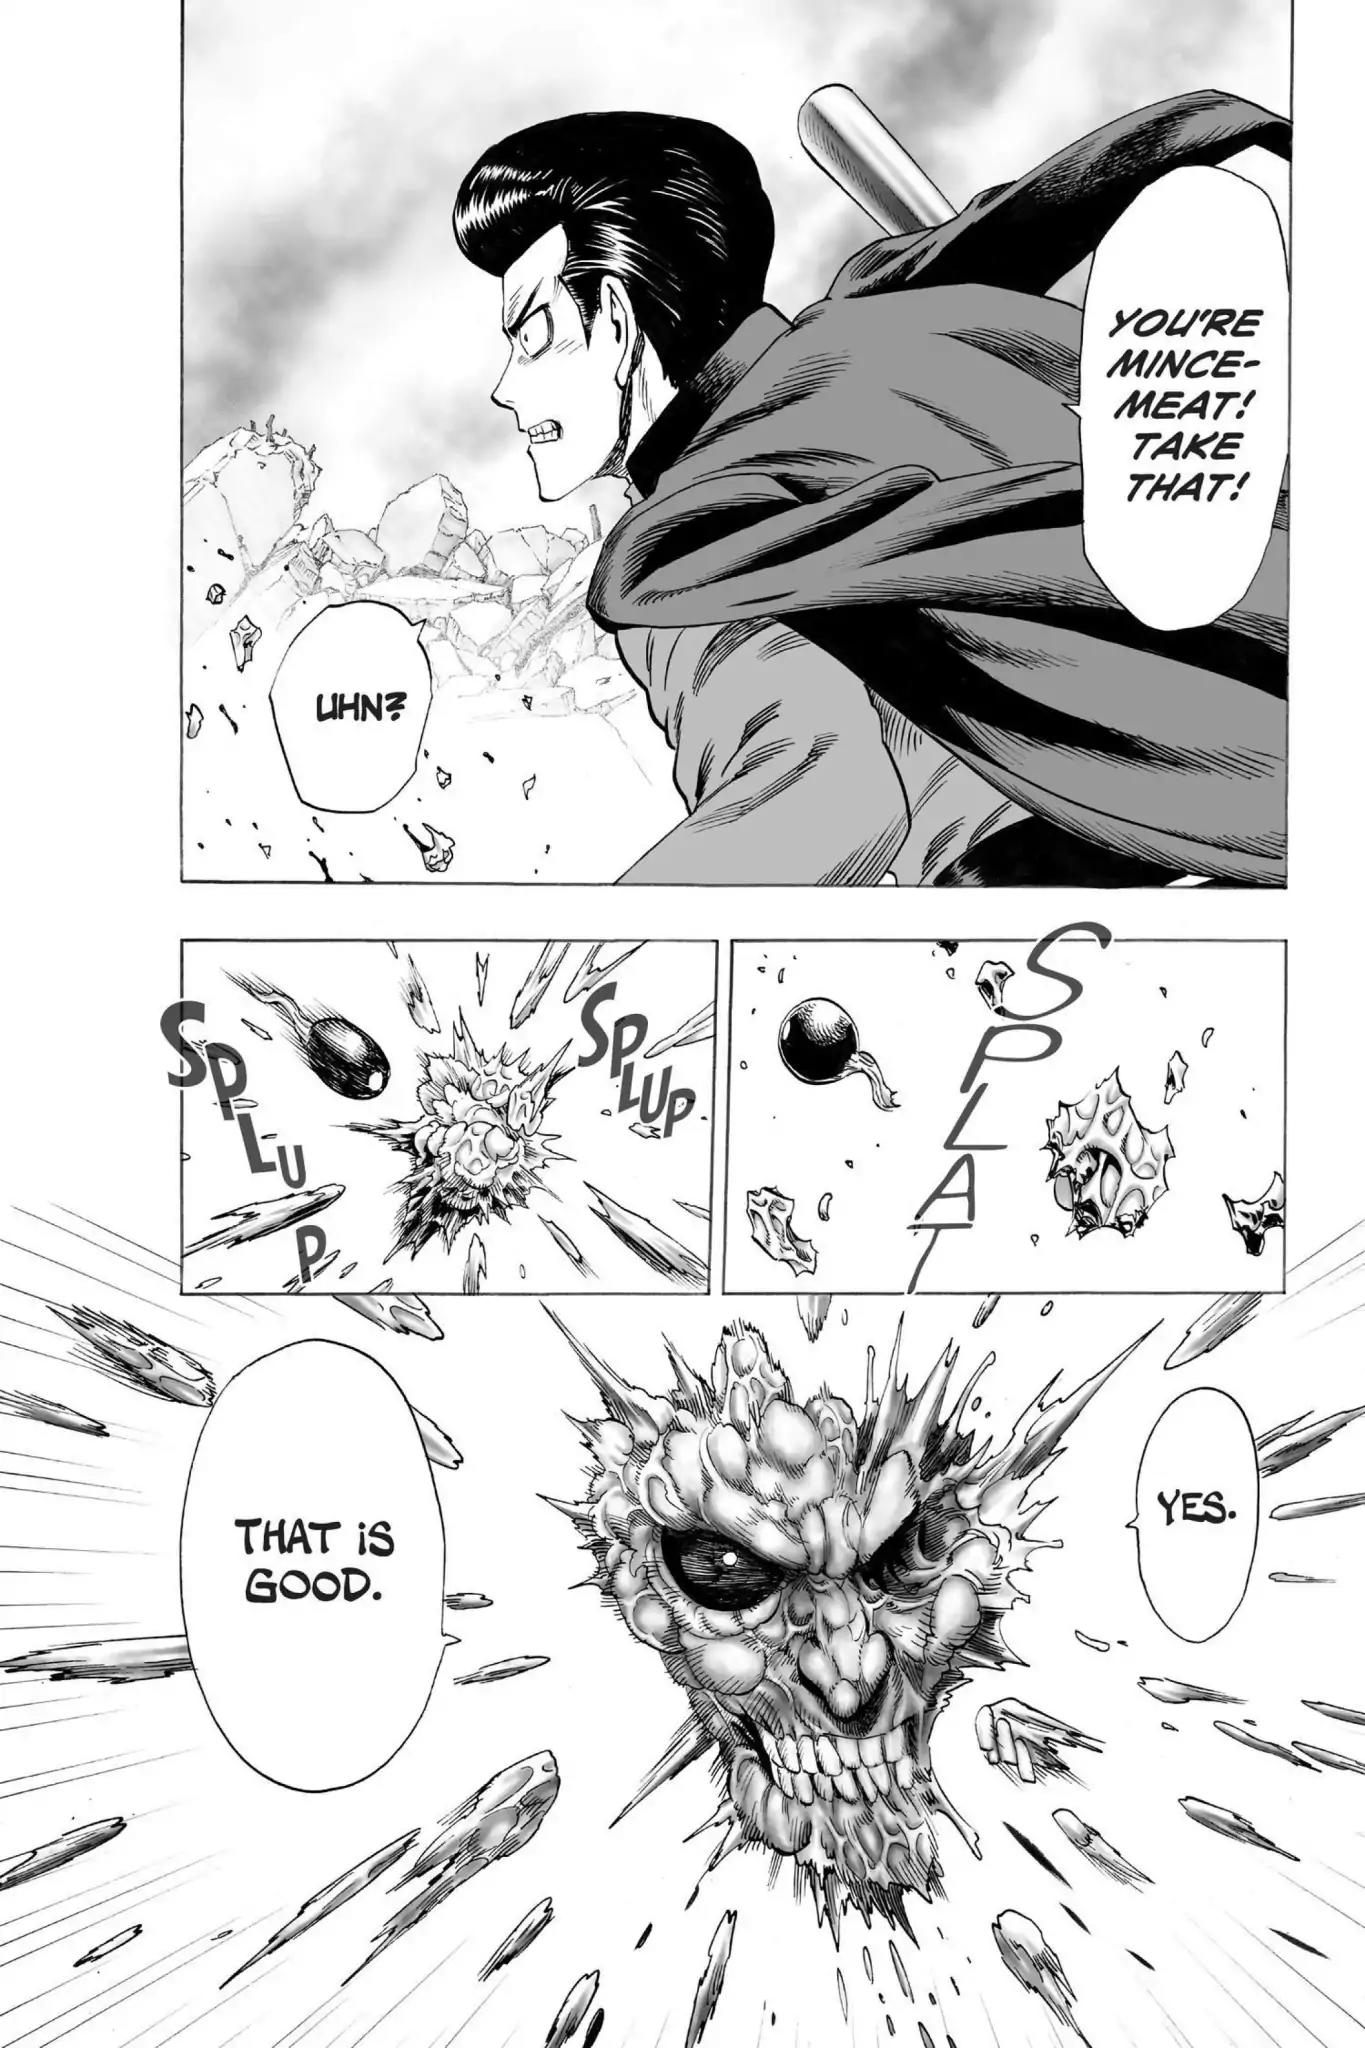 YOU'RE
MINCE-
MEAT!
TAKE
THAT!
UHN?
SPLAT
SPLUP
SPLUP
YES.
THAT IS
GOOD.